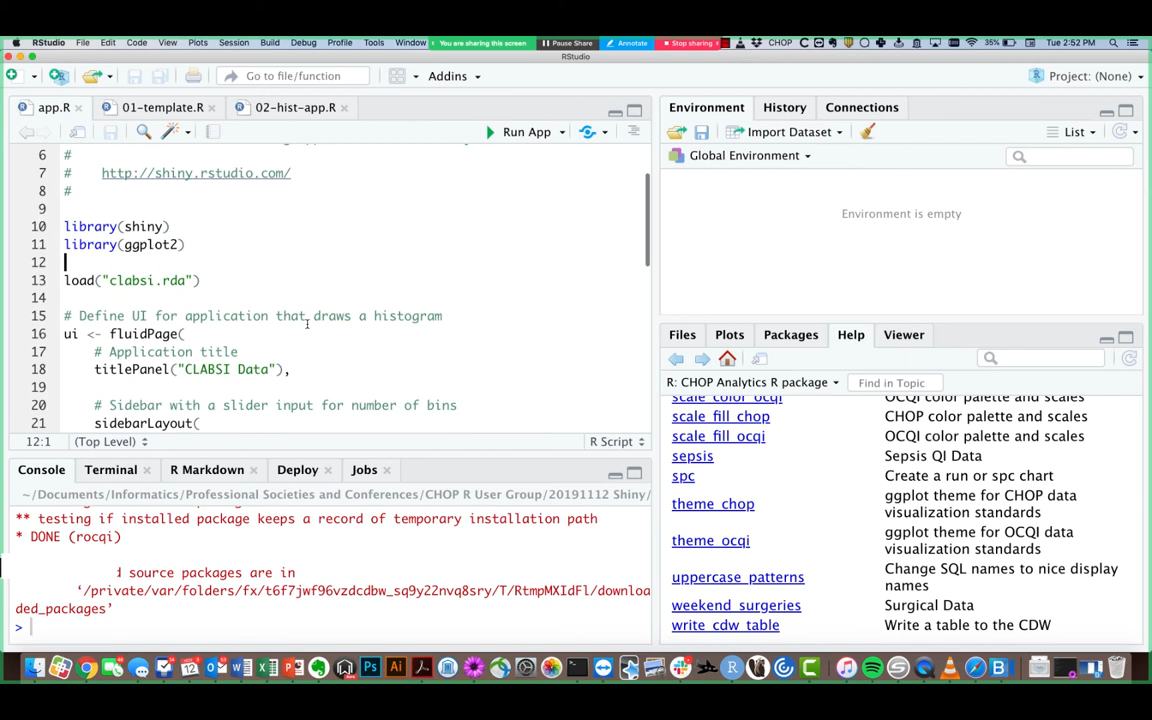 RStudio File Edit Code View Plots Session Build Debug Profile Tools Window You are sharing this screen Pause Share Annotate Stop sharing CHOP 35% Tue 2:52 PM
RStudio
Go to file/function Addins Project: (None)
app.R 01-template.R 02-hist-app.R
Run App
6 #
7 # http://shiny.rstudio.com/
8 #
9
10 library(shiny)
11 library(ggplot2)
12
13 load("clabsi.rda")
14
15 # Define UI for application that draws a histogram
16 ui <- fluidPage(
17 # Application title
18 titlePanel("CLABSI Data"),
19
20 # Sidebar with a slider input for number of bins
21 sidebarLayout(
12:1 (Top Level) R Script
Console Terminal R Markdown Deploy Jobs
~/Documents/Informatics/Professional Societies and Conferences/CHOP R User Group/20191112 Shiny/
** testing if installed package keeps a record of temporary installation path
* DONE (rocqi)
source packages are in
‘/private/var/folders/fx/t6f7jwf96vzdcdbw_sq9y22nvq8sry/T/RtmpMXIdFl/downloa
ded_packages’
>
Environment History Connections
Import Dataset List
Global Environment
Environment is empty
Files Plots Packages Help Viewer
R: CHOP Analytics R package Find in Topic
scale_color_ocqi OCQI color palette and scales
scale_fill_chop CHOP color palette and scales
scale_fill_ocqi OCQI color palette and scales
sepsis Sepsis QI Data
spc Create a run or spc chart
theme_chop ggplot theme for CHOP data
visualization standards
theme_ocqi ggplot theme for OCQI data
visualization standards
uppercase_patterns Change SQL names to nice display
names
weekend_surgeries Surgical Data
write_cdw_table Write a table to the CDW